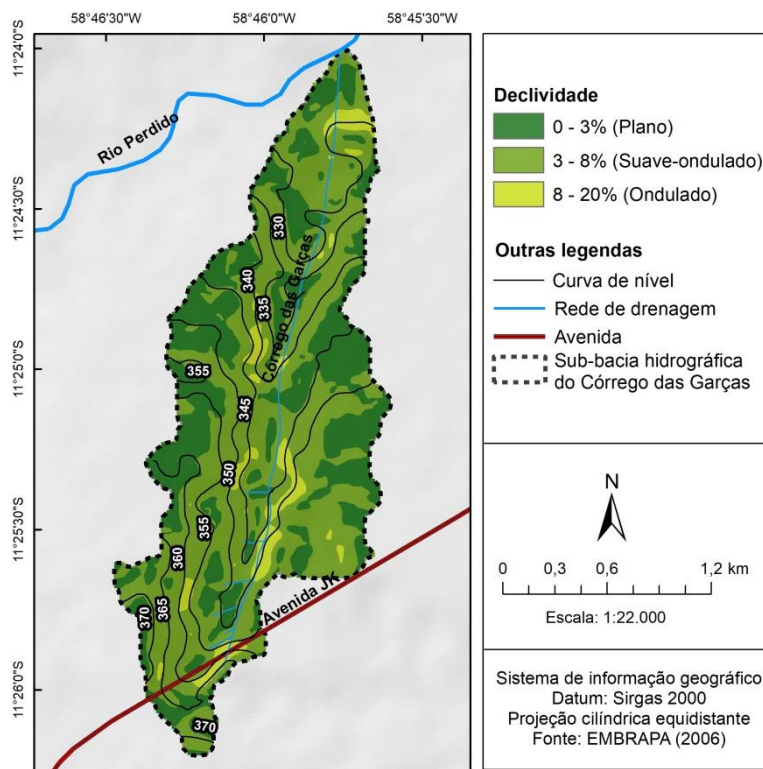 58°46'30"W
58°46'0"W
58°45'30"W
11°24'0"S
11°24'30"S
11°25'0"S
11°25'30"S
11°26'0"S
Rio Perdido
330
340
335
Córrego das Garças
355
345
350
355
360
365
370
Avenida JK
370
Declividade
0 - 3% (Plano)
3 - 8% (Suave-ondulado)
8 - 20% (Ondulado)
Outras legendas
Curva de nível
Rede de drenagem
Avenida
Sub-bacia hidrográfica
do Córrego das Garças
N
0 0,3 0,6 1,2 km
Escala: 1:22.000
Sistema de informação geográfico
Datum: Sirgas 2000
Projeção cilíndrica equidistante
Fonte: EMBRAPA (2006)